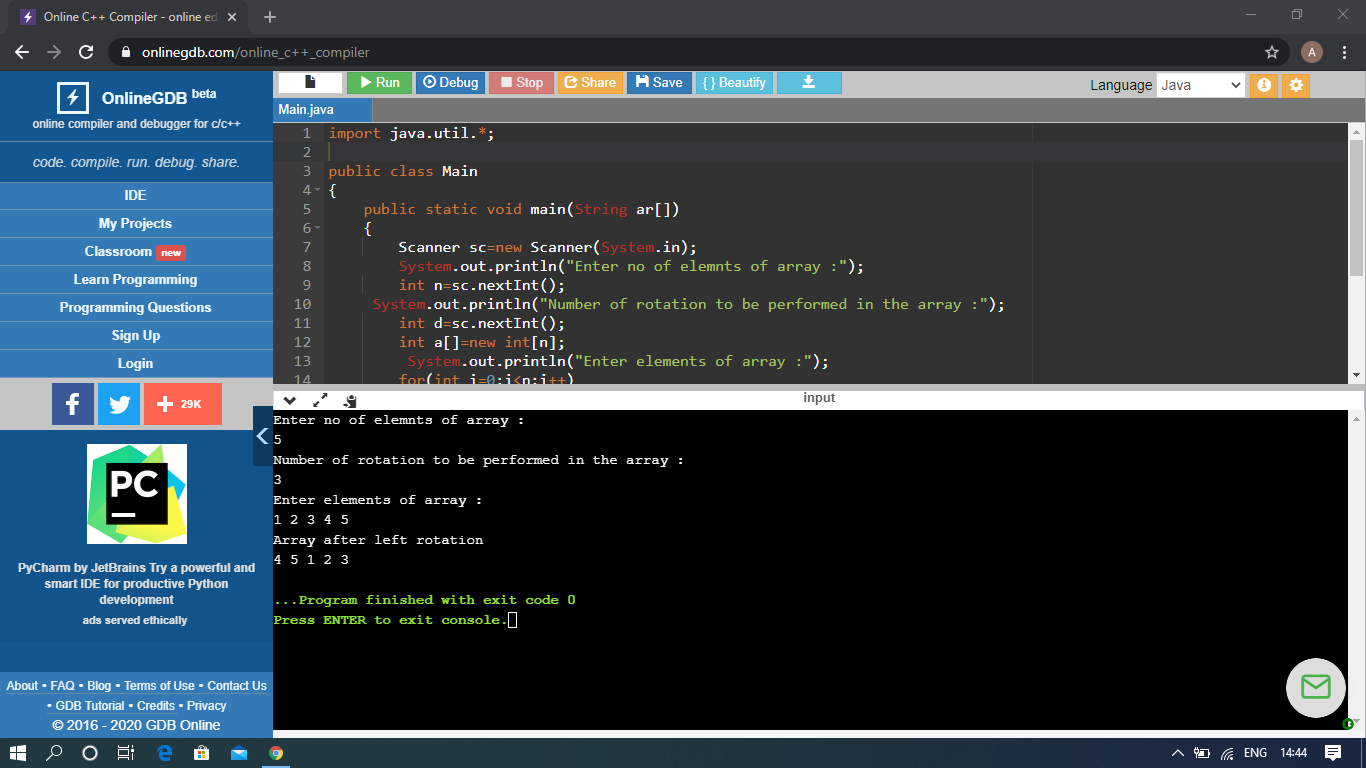 Online C++ Compiler - online ed
onlinegdb.com/online_c++_compiler
A
OnlineGDB beta
online compiler and debugger for c/c++
code. compile. run. debug. share.
IDE
My Projects
Classroom new
Learn Programming
Programming Questions
Sign Up
Login
f
+ 29K
PC
PyCharm by JetBrains Try a powerful and
smart IDE for productive Python
development
ads served ethically
About • FAQ • Blog • Terms of Use • Contact Us
• GDB Tutorial • Credits • Privacy
© 2016 - 2020 GDB Online
Run Debug Stop Share Save { } Beautify
Language Java
Main.java
1 import java.util.*;
2
3 public class Main
4 {
5 public static void main(String ar[])
6 {
7 Scanner sc=new Scanner(System.in);
8 System.out.println("Enter no of elemnts of array :");
9 int n=sc.nextInt();
10 System.out.println("Number of rotation to be performed in the array :");
11 int d=sc.nextInt();
12 int a[]=new int[n];
13 System.out.println("Enter elements of array :");
14 for(int i=0;i<n;i++)
input
Enter no of elemnts of array :
5
Number of rotation to be performed in the array :
3
Enter elements of array :
1 2 3 4 5
Array after left rotation
4 5 1 2 3
...Program finished with exit code 0
Press ENTER to exit console.
ENG 14:44